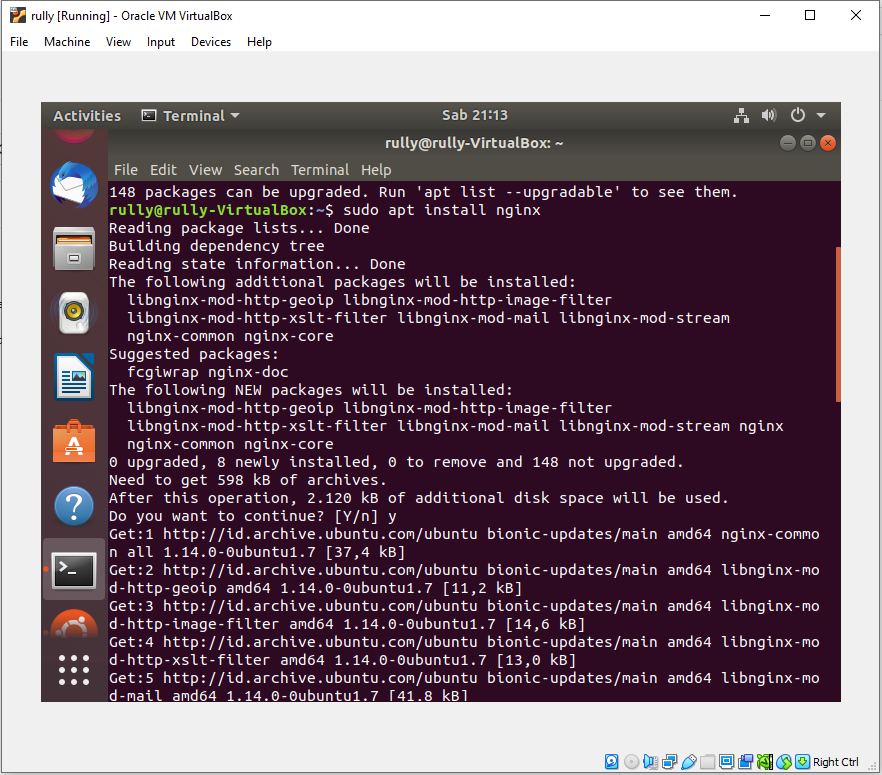 rully [Running] - Oracle VM VirtualBox
File Machine View Input Devices Help
Activities Terminal Sab 21:13
rully@rully-VirtualBox: ~
File Edit View Search Terminal Help
148 packages can be upgraded. Run 'apt list --upgradable' to see them.
rully@rully-VirtualBox:~$ sudo apt install nginx
Reading package lists... Done
Building dependency tree
Reading state information... Done
The following additional packages will be installed:
libnginx-mod-http-geoip libnginx-mod-http-image-filter
libnginx-mod-http-xslt-filter libnginx-mod-mail libnginx-mod-stream
nginx-common nginx-core
Suggested packages:
fcgiwrap nginx-doc
The following NEW packages will be installed:
libnginx-mod-http-geoip libnginx-mod-http-image-filter
libnginx-mod-http-xslt-filter libnginx-mod-mail libnginx-mod-stream nginx
nginx-common nginx-core
0 upgraded, 8 newly installed, 0 to remove and 148 not upgraded.
Need to get 598 kB of archives.
After this operation, 2.120 kB of additional disk space will be used.
Do you want to continue? [Y/n] y
Get:1 http://id.archive.ubuntu.com/ubuntu bionic-updates/main amd64 nginx-commo
n all 1.14.0-0ubuntu1.7 [37,4 kB]
Get:2 http://id.archive.ubuntu.com/ubuntu bionic-updates/main amd64 libnginx-mo
d-http-geoip amd64 1.14.0-0ubuntu1.7 [11,2 kB]
Get:3 http://id.archive.ubuntu.com/ubuntu bionic-updates/main amd64 libnginx-mo
d-http-image-filter amd64 1.14.0-0ubuntu1.7 [14,6 kB]
Get:4 http://id.archive.ubuntu.com/ubuntu bionic-updates/main amd64 libnginx-mo
d-http-xslt-filter amd64 1.14.0-0ubuntu1.7 [13,0 kB]
Get:5 http://id.archive.ubuntu.com/ubuntu bionic-updates/main amd64 libnginx-mo
d-mail amd64 1.14.0-0ubuntu1.7 [41,8 kB]
Right Ctrl